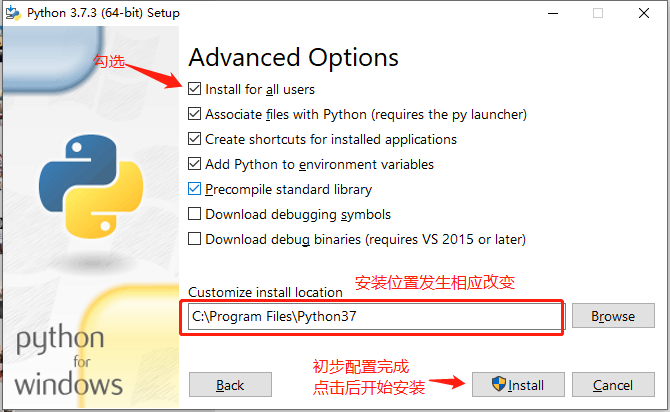 Python 3.7.3 (64-bit) Setup
Advanced Options
勾选
Install for all users
Associate files with Python (requires the py launcher)
Create shortcuts for installed applications
Add Python to environment variables
Precompile standard library
Download debugging symbols
Download debug binaries (requires VS 2015 or later)
安装位置发生相应改变
Customize install location
C:\Program Files\Python37
Browse
python
for
windows
初步配置完成
点击后开始安装
Back
Install
Cancel